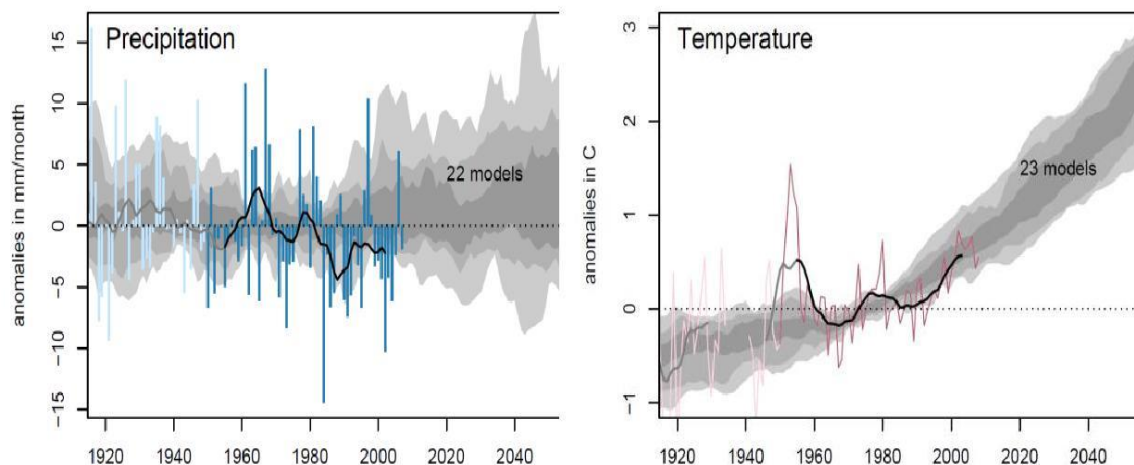 Precipitation
anomalies in mm/month
15
10
5
0
−5
−10
−15
22 models
1920 1940 1960 1980 2000 2020 2040
Temperature
anomalies in C
3
2
1
0
−1
23 models
1920 1940 1960 1980 2000 2020 2040